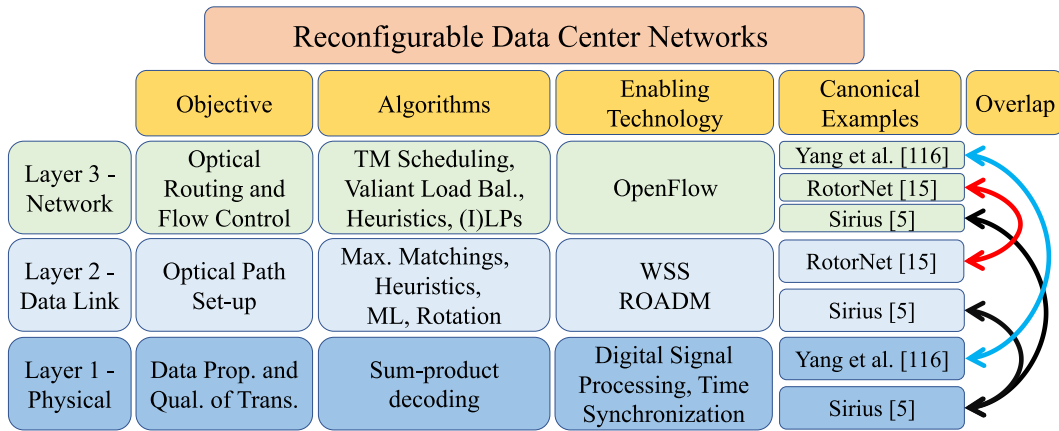 Reconfigurable Data Center Networks
Objective
Algorithms
Enabling
Technology
Canonical
Examples
Overlap
Layer 3 -
Network
Optical
Routing and
Flow Control
TM Scheduling,
Valiant Load Bal.,
Heuristics, (I)LPs
OpenFlow
Yang et al. [116]
RotorNet [15]
Sirius [5]
Layer 2 -
Data Link
Optical Path
Set-up
Max. Matchings,
Heuristics,
ML, Rotation
WSS
ROADM
RotorNet [15]
Sirius [5]
Layer 1 -
Physical
Data Prop. and
Qual. of Trans.
Sum-product
decoding
Digital Signal
Processing, Time
Synchronization
Yang et al. [116]
Sirius [5]